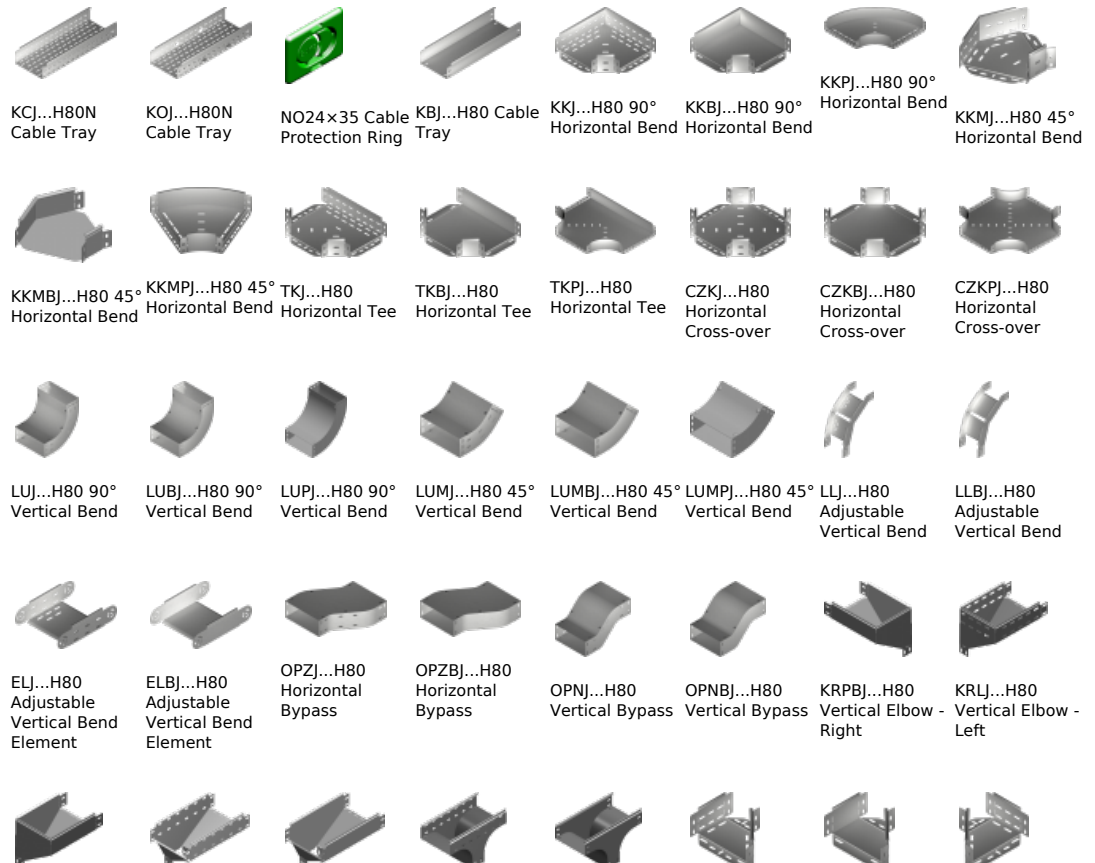 KCJ...H80N
Cable Tray
KOJ...H80N
Cable Tray
NO24×35 Cable
Protection Ring
KBJ...H80 Cable
Tray
KKJ...H80 90°
Horizontal Bend
KKBJ...H80 90°
Horizontal Bend
KKPJ...H80 90°
Horizontal Bend
KKMJ...H80 45°
Horizontal Bend
KKMBJ...H80 45°
Horizontal Bend
KKMPJ...H80 45°
Horizontal Bend
TKJ...H80
Horizontal Tee
TKBJ...H80
Horizontal Tee
TKPJ...H80
Horizontal Tee
CZKJ...H80
Horizontal
Cross-over
CZKBJ...H80
Horizontal
Cross-over
CZKPJ...H80
Horizontal
Cross-over
LUJ...H80 90°
Vertical Bend
LUBJ...H80 90°
Vertical Bend
LUPJ...H80 90°
Vertical Bend
LUMJ...H80 45°
Vertical Bend
LUMBJ...H80 45°
Vertical Bend
LUMPJ...H80 45°
Vertical Bend
LLJ...H80
Adjustable
Vertical Bend
LLBJ...H80
Adjustable
Vertical Bend
ELJ...H80
Adjustable
Vertical Bend
Element
ELBJ...H80
Adjustable
Vertical Bend
Element
OPZJ...H80
Horizontal
Bypass
OPZBJ...H80
Horizontal
Bypass
OPNJ...H80
Vertical Bypass
OPNBJ...H80
Vertical Bypass
KRPBJ...H80
Vertical Elbow -
Right
KRLJ...H80
Vertical Elbow -
Left